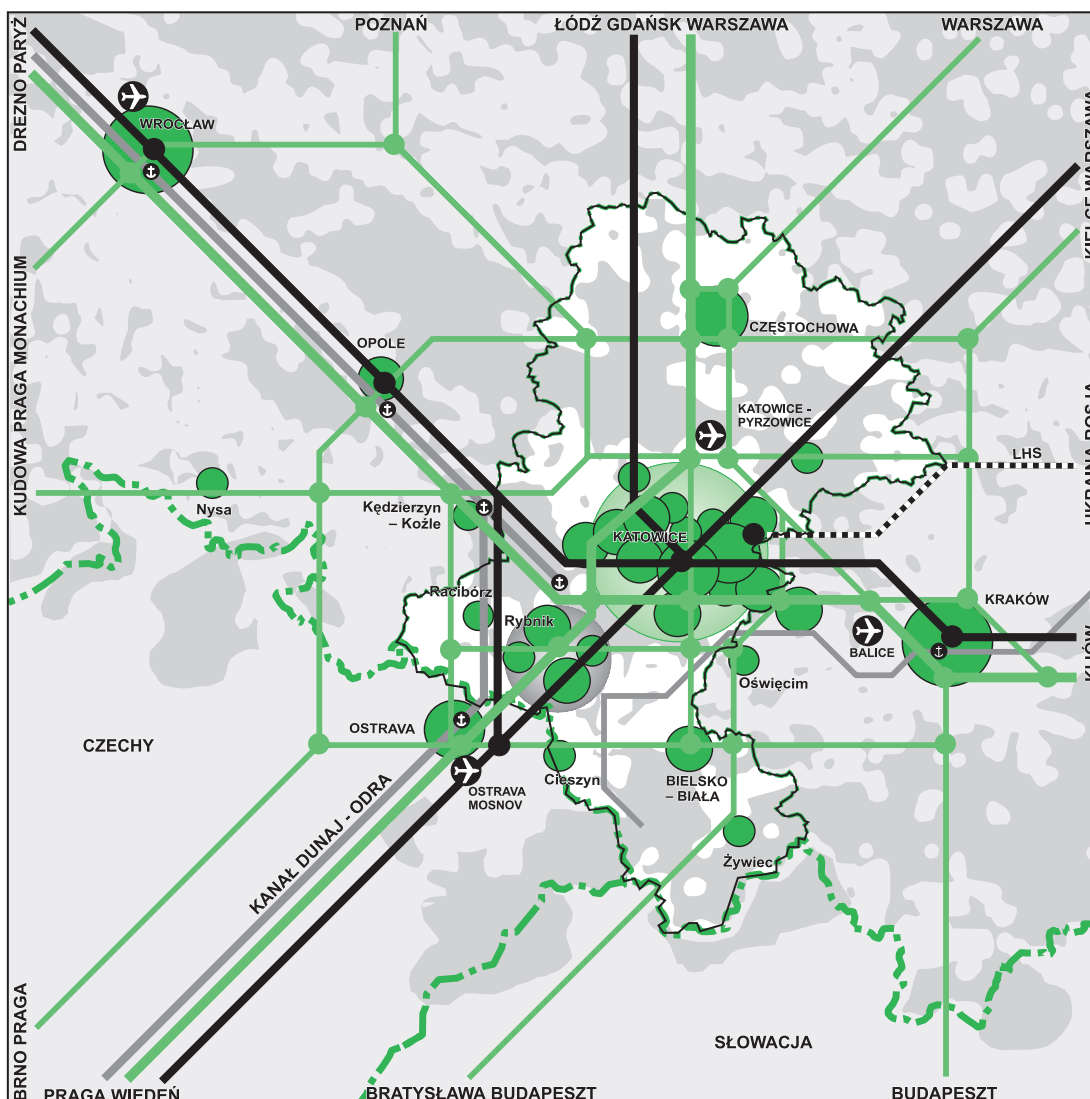 POZNAŃ
ŁÓDŹ GDAŃSK WARSZAWA
WARSZAWA
DREZNO PARYŻ
WROCŁAW
KIELCE WARSZAWA
CZĘSTOCHOWA
OPOLE
KUDOWA PRAGA MONACHIUM
KATOWICE -
PYRZOWICE
LHS
Nysa
Kędzierzyn
– Koźle
KATOWICE
Racibórz
Rybnik
KRAKÓW
BALICE
KIJÓW
Oświęcim
OSTRAVA
CZECHY
OSTRAVA
MOSNOV
Cieszyn
BIELSKO
– BIAŁA
KANAŁ DUNAJ - ODRA
Żywiec
BRNO PRAGA
SŁOWACJA
PRAGA WIEDEŃ
BRATYSŁAWA BUDAPESZT
BUDAPESZT